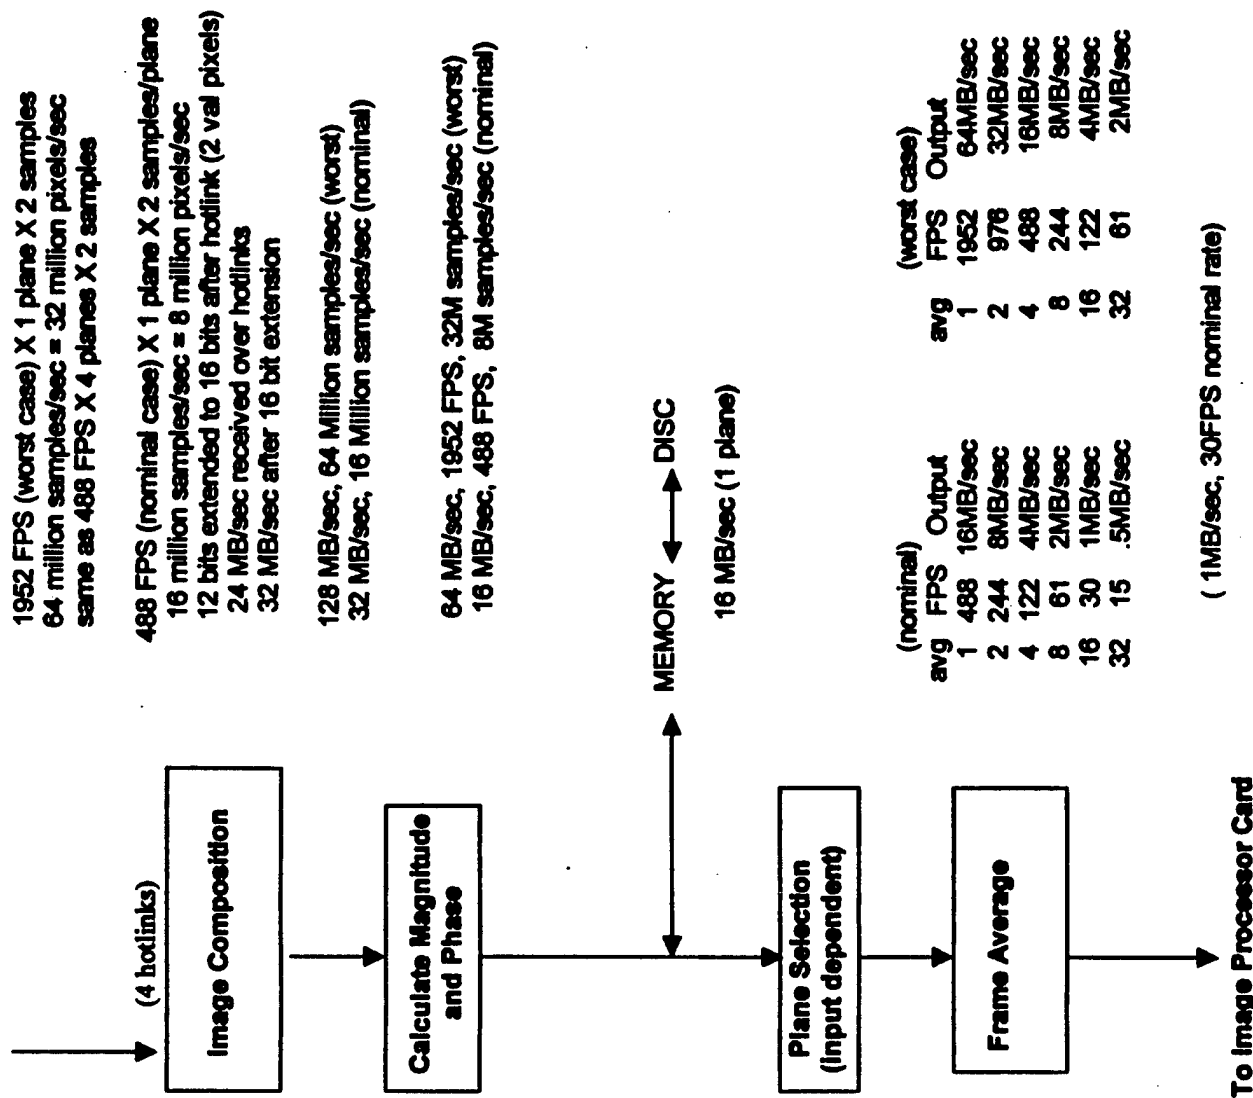 1952 FPS (worst case) X 1 plane X 2 samples
64 million samples/sec = 32 million pixels/sec
same as 488 FPS X 4 planes X 2 samples
(4 hotlinks)
Image Composition
488 FPS (nominal case) X 1 plane X 2 samples/plane
16 million samples/sec = 8 million pixels/sec
12 bits extended to 16 bits after hotlink (2 val pixels)
24 MB/sec received over hotlinks
32 MB/sec after 16 bit extension
Calculate Magnitude
and Phase
128 MB/sec, 64 Million samples/sec (worst)
32 MB/sec, 16 Million samples/sec (nominal)
64 MB/sec, 1952 FPS, 32M samples/sec (worst)
16 MB/sec, 488 FPS, 8M samples/sec (nominal)
MEMORY DISC
16 MB/sec (1 plane)
Plane Selection
(input dependent)
Frame Average
(nominal)
avg FPS Output
1 488 16MB/sec
2 244 8MB/sec
4 122 4MB/sec
8 61 2MB/sec
16 30 1MB/sec
32 15 .5MB/sec
(worst case)
avg FPS Output
1 1952 64MB/sec
2 976 32MB/sec
4 488 16MB/sec
8 244 8MB/sec
16 122 4MB/sec
32 61 2MB/sec
( 1MB/sec, 30FPS nominal rate)
To Image Processor Card